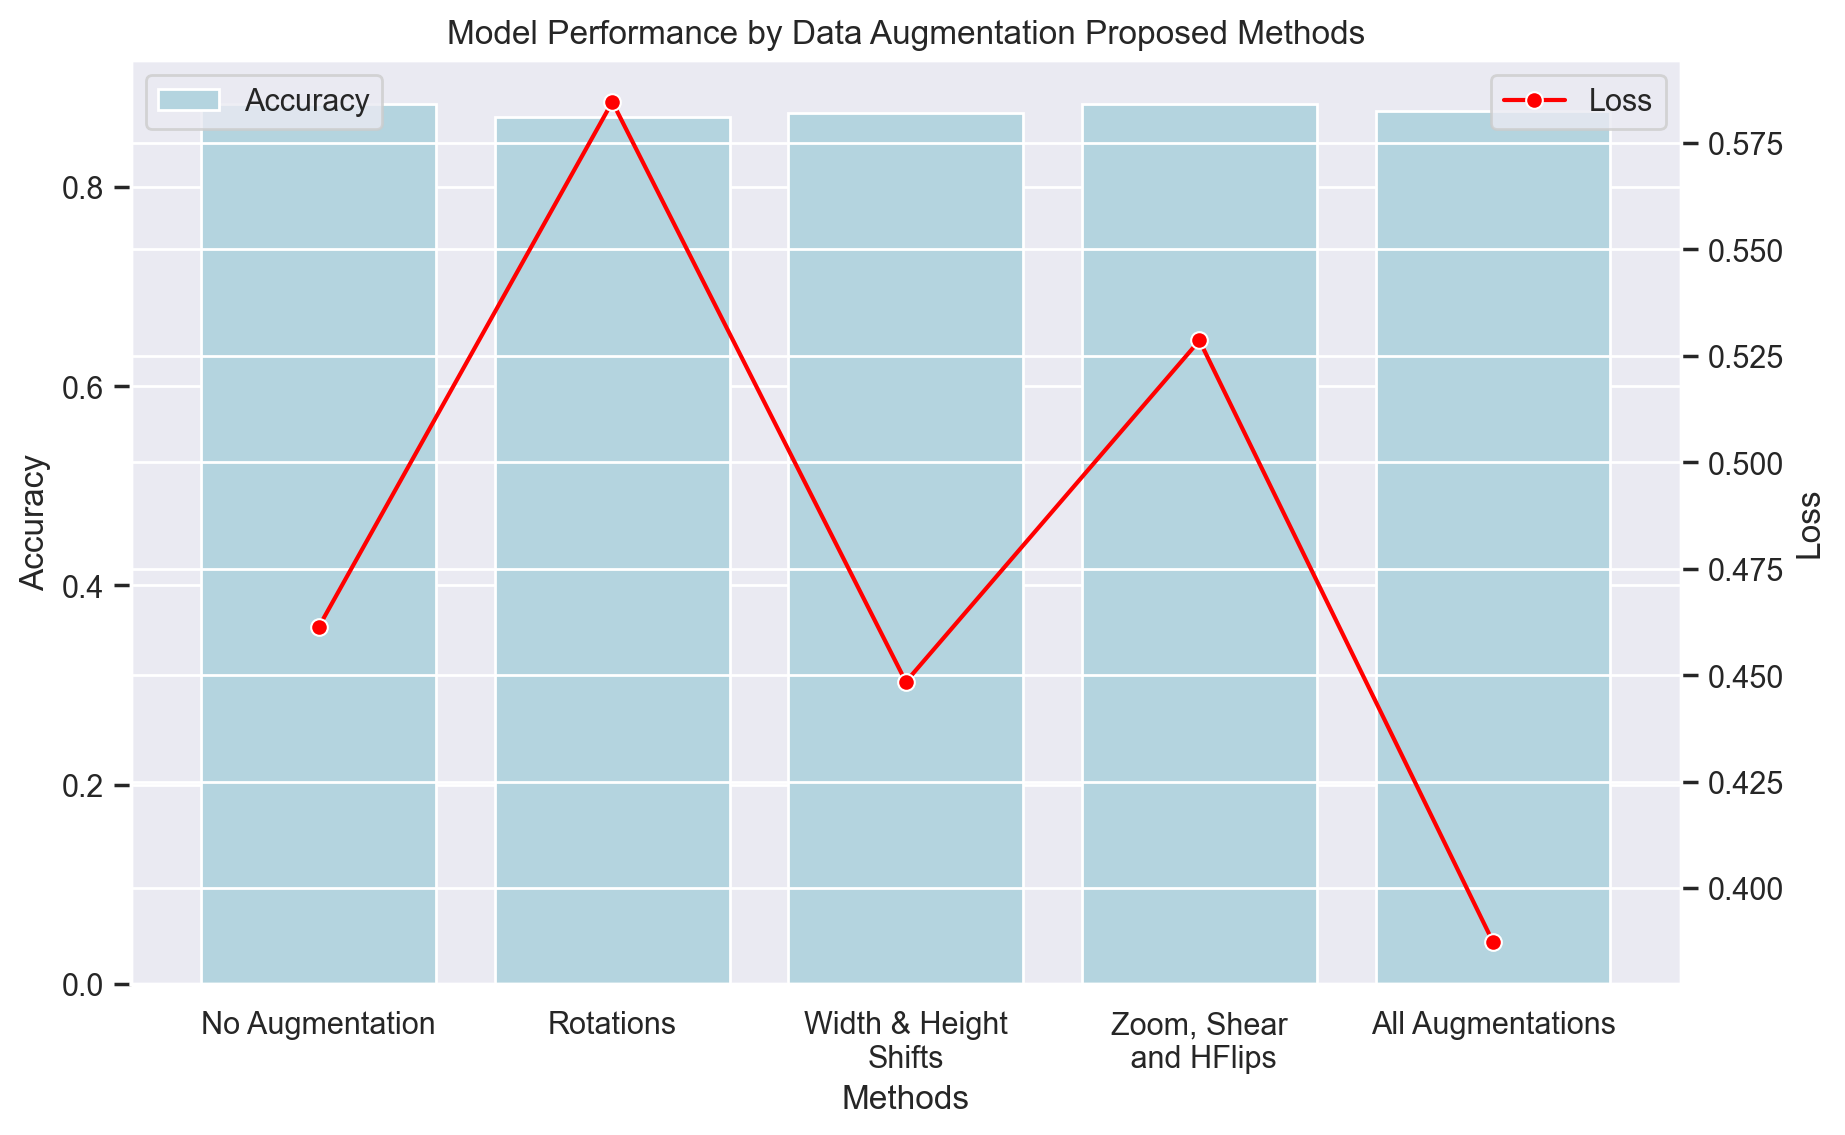 Model Performance by Data Augmentation Proposed Methods
Accuracy
Loss
0.8
0.6
0.4
0.2
0.0
Accuracy
0.575
0.550
0.525
0.500
0.475
0.450
0.425
0.400
Loss
No Augmentation
Rotations
Width & Height
Shifts
Zoom, Shear
and HFlips
All Augmentations
Methods